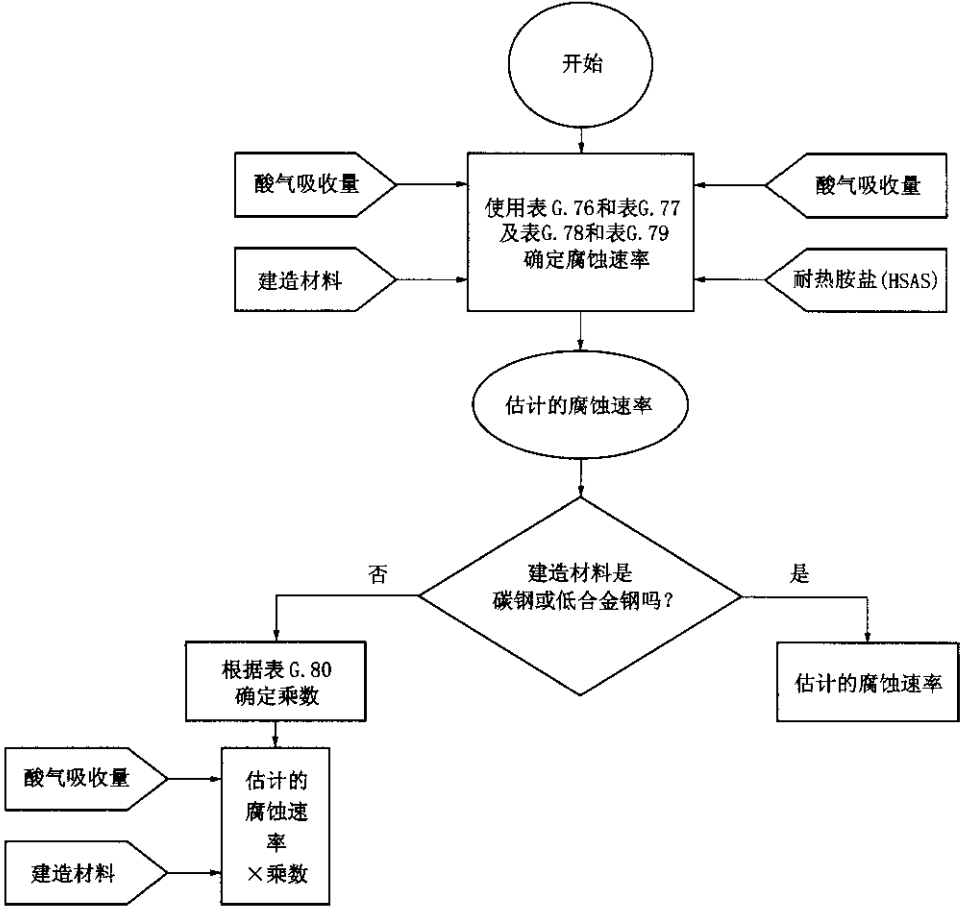 开始
酸气吸收量
使用表 G.76和表G.77
及表G.78和表G.79
确定腐蚀速率
酸气吸收量
建造材料
耐热胺盐(HSAS)
估计的腐蚀速率
建造材料是
碳钢或低合金钢吗?
否
是
根据表 G.80
确定乘数
估计的腐蚀速率
酸气吸收量
估计的
腐蚀速
率
×乘数
建造材料